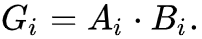 G_i = A_i · B_i.